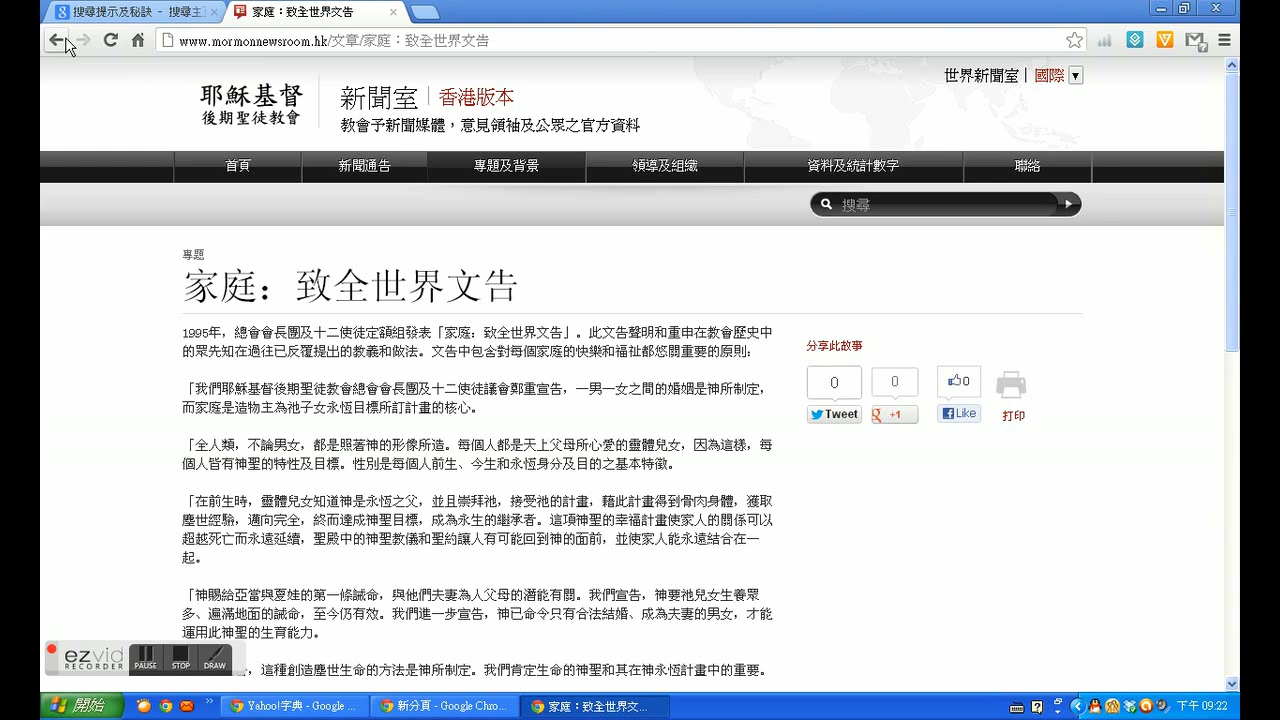 搜尋提示及秘訣 - 搜尋主
家庭：致全世界文告
www.mormonnewsroom.hk/文章/家庭：致全世界文告
世界新聞室 | 國際
耶穌基督
後期聖徒教會
新聞室 | 香港版本
教會予新聞媒體，意見領袖及公眾之官方資料
首頁 新聞通告 專題及背景 領導及組織 資料及統計數字 聯絡
搜尋
專題
家庭：致全世界文告
1995年，總會會長團及十二使徒定額組發表「家庭：致全世界文告」。此文告聲明和重申在教會歷史中
的眾先知在過往已反覆提出的教義和做法。文告中包含對每個家庭的快樂和福祉都悠關重要的原則：
「我們耶穌基督後期聖徒教會總會會長團及十二使徒議會鄭重宣告，一男一女之間的婚姻是神所制定，
而家庭是造物主為祂子女永恆目標所訂計畫的核心。
「全人類，不論男女，都是照著神的形像所造。每個人都是天上父母所心愛的靈體兒女，因為這樣，每
個人皆有神聖的特性及目標。性別是每個人前生、今生和永恆身分及目的之基本特徵。
「在前生時，靈體兒女知道神是永恆之父，並且崇拜祂，接受祂的計畫，藉此計畫得到骨肉身體，獲取
塵世經驗，邁向完全，終而達成神聖目標，成為永生的繼承者。這項神聖的幸福計畫使家人的關係可以
超越死亡而永遠延續，聖殿中的神聖教儀和聖約讓人有可能回到神的面前，並使家人能永遠結合在一
起。
「神賜給亞當與夏娃的第一條誡命，與他們夫妻為人父母的潛能有關。我們宣告，神要祂兒女生養眾
多、遍滿地面的誡命，至今仍有效。我們進一步宣告，神已命令只有合法結婚、成為夫妻的男女，才能
運用此神聖的生育能力。
，這種創造塵世生命的方法是神所制定。我們肯定生命的神聖和其在神永恆計畫中的重要。
分享此故事
0 0 0
Tweet +1 Like 打印
ezvid
RECORDER
PAUSE STOP DRAW
開始 Yahoo!字典 - Google ... 新分頁 - Google Chro... 家庭：致全世界文... 下午 09:22